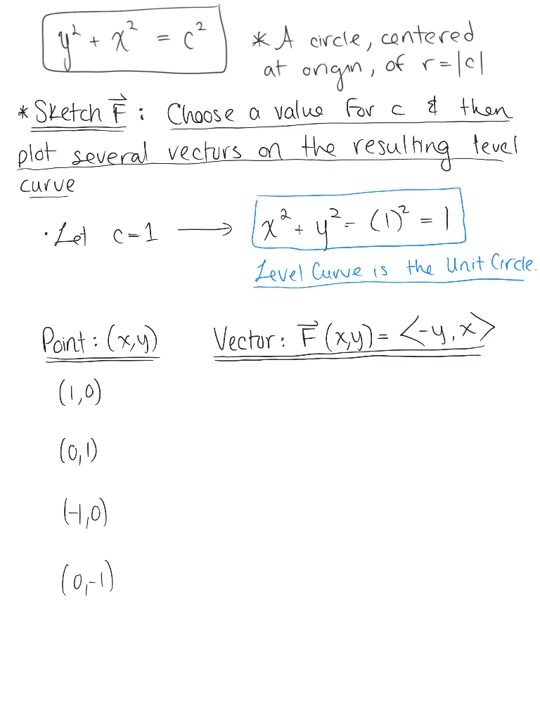 y² + x² = c²
* A circle, centered
at origin, of r = |c|
* Sketch F⃗ : Choose a value for c & then
plot several vectors on the resulting level
curve
· Let c = 1 ⟶ x² + y² = (1)² = 1
Level Curve is the Unit Circle.
Point : (x,y) Vector : F⃗ (x,y) = <-y, x>
(1,0)
(0,1)
(-1,0)
(0,-1)